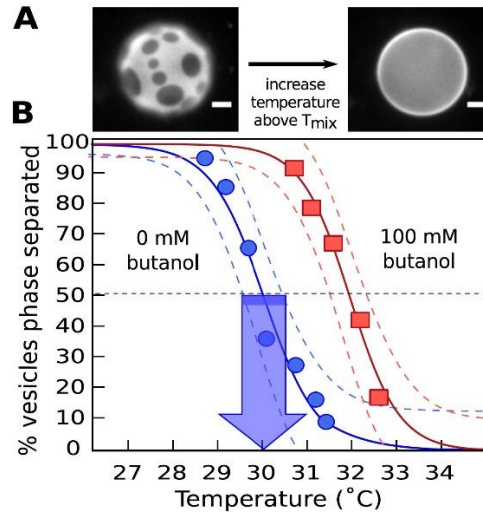 A
increase
temperature
above Tmix
B
100
90
80
70
60
50
40
30
20
10
0
% vesicles phase separated
0 mM
butanol
100 mM
butanol
27 28 29 30 31 32 33 34
Temperature (˚C)